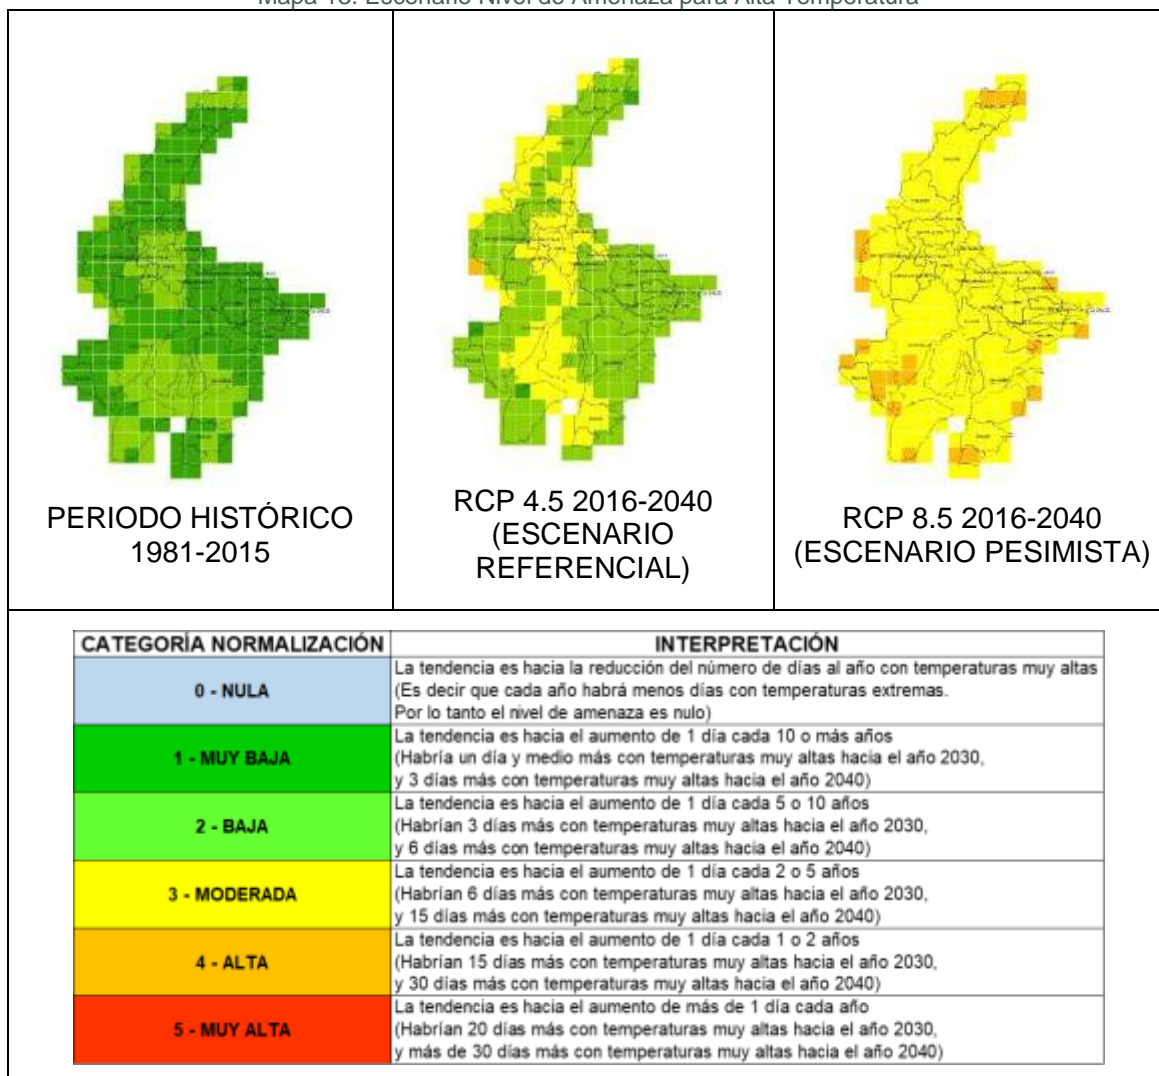 Mapa 18. Escenario Nivel de Amenaza para Alta Temperatura
PERIODO HISTÓRICO
1981-2015
RCP 4.5 2016-2040
(ESCENARIO
REFERENCIAL)
RCP 8.5 2016-2040
(ESCENARIO PESIMISTA)
CATEGORÍA NORMALIZACIÓN
INTERPRETACIÓN
0 - NULA
La tendencia es hacia la reducción del número de días al año con temperaturas muy altas
(Es decir que cada año habrá menos días con temperaturas extremas.
Por lo tanto el nivel de amenaza es nulo)
1 - MUY BAJA
La tendencia es hacia el aumento de 1 día cada 10 o más años
(Habría un día y medio más con temperaturas muy altas hacia el año 2030,
y 3 días más con temperaturas muy altas hacia el año 2040)
2 - BAJA
La tendencia es hacia el aumento de 1 día cada 5 o 10 años
(Habrían 3 días más con temperaturas muy altas hacia el año 2030,
y 6 días más con temperaturas muy altas hacia el año 2040)
3 - MODERADA
La tendencia es hacia el aumento de 1 día cada 2 o 5 años
(Habrían 6 días más con temperaturas muy altas hacia el año 2030,
y 15 días más con temperaturas muy altas hacia el año 2040)
4 - ALTA
La tendencia es hacia el aumento de 1 día cada 1 o 2 años
(Habrían 15 días más con temperaturas muy altas hacia el año 2030,
y 30 días más con temperaturas muy altas hacia el año 2040)
5 - MUY ALTA
La tendencia es hacia el aumento de más de 1 día cada año
(Habrían 20 días más con temperaturas muy altas hacia el año 2030,
y más de 30 días más con temperaturas muy altas hacia el año 2040)